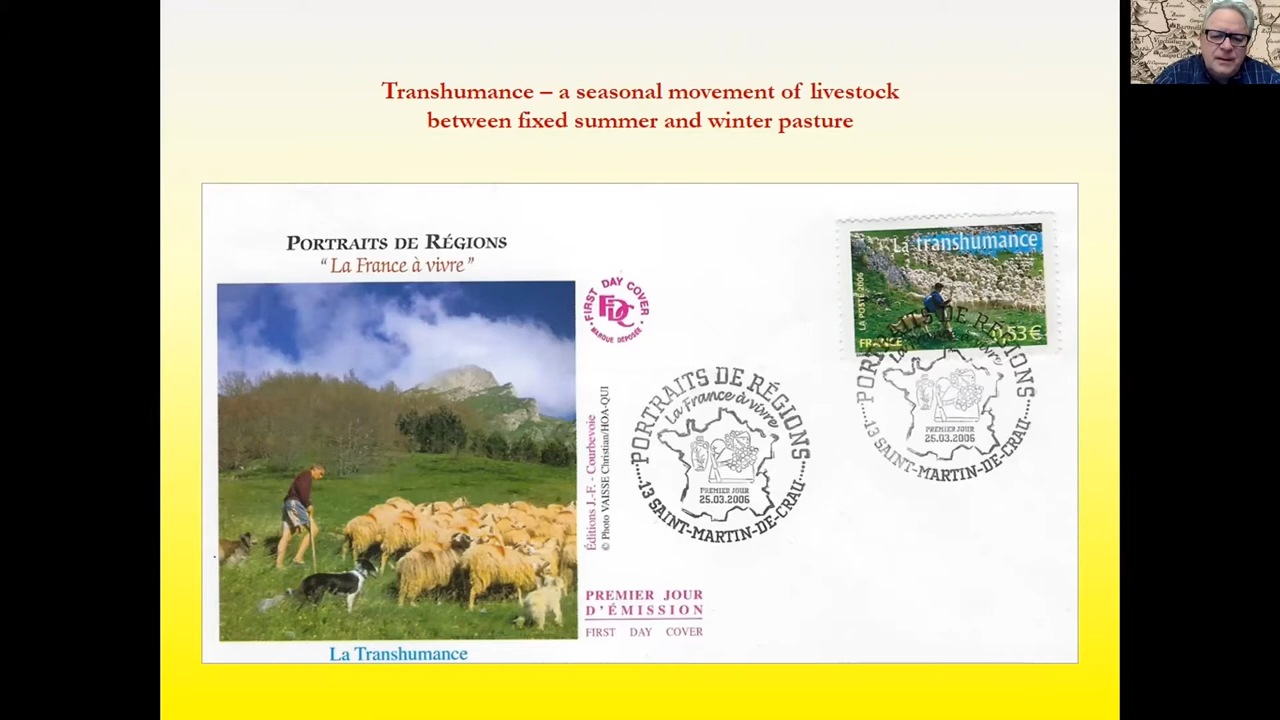 Transhumance – a seasonal movement of livestock
between fixed summer and winter pasture
PORTRAITS DE RÉGIONS
“La France à vivre”
FIRST DAY COVER
FDC
MARQUE DÉPOSÉE
La transhumance
LA POSTE 2006
FRANCE
0,53€
PORTRAITS DE RÉGIONS
La France à vivre
PREMIER JOUR
25.03.2006
13 SAINT-MARTIN-DE-CRAU
PORTRAITS DE RÉGIONS
La France à vivre
PREMIER JOUR
25.03.2006
13 SAINT-MARTIN-DE-CRAU
Éditions J.-F. - Courbevoie
© Photo VAISSE Christian/HOA-QUI
PREMIER JOUR
D'ÉMISSION
FIRST DAY COVER
La Transhumance